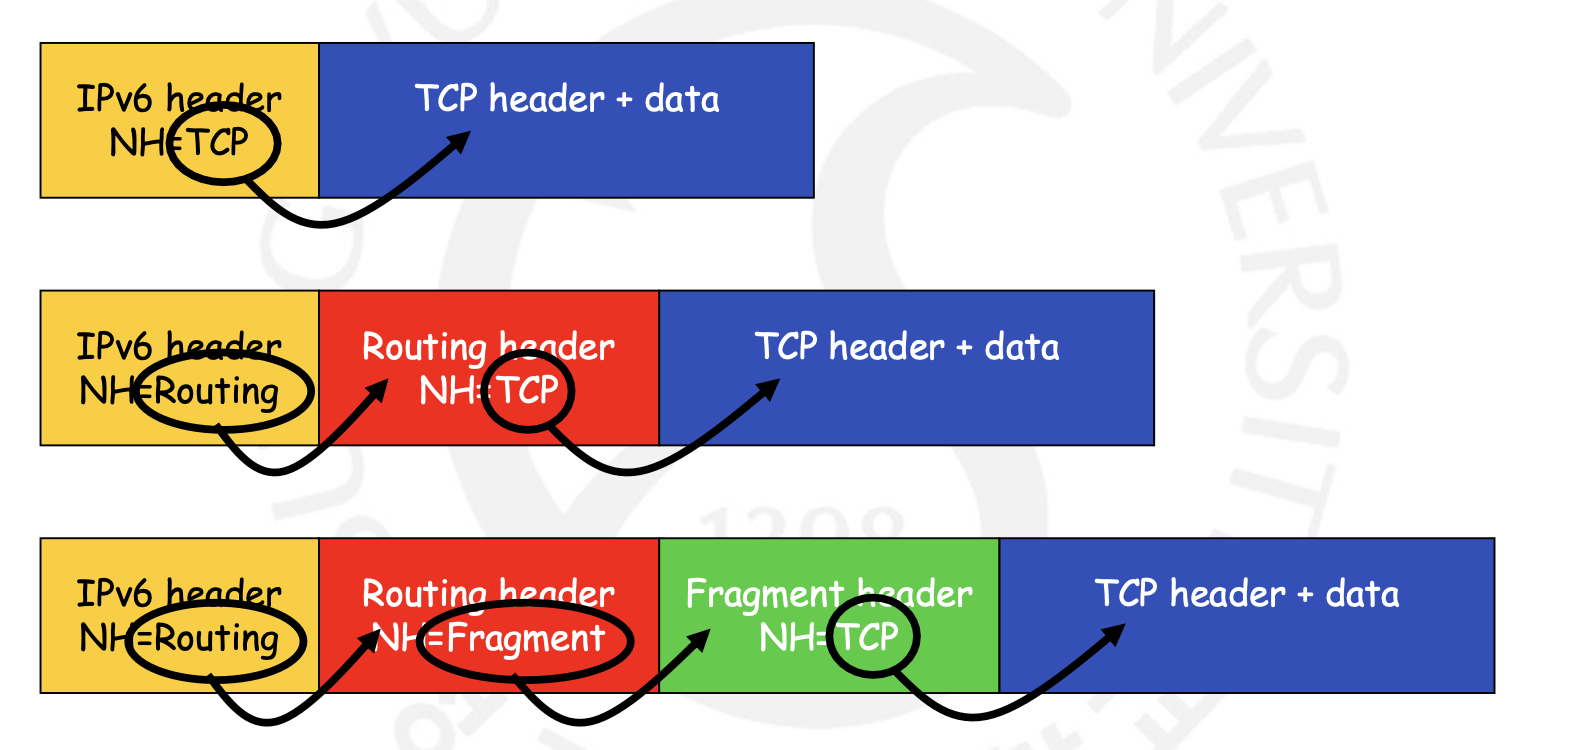 IPv6 header
NH=TCP
TCP header + data
IPv6 header
NH=Routing
Routing header
NH=TCP
TCP header + data
IPv6 header
NH=Routing
Routing header
NH=Fragment
Fragment header
NH=TCP
TCP header + data
1298